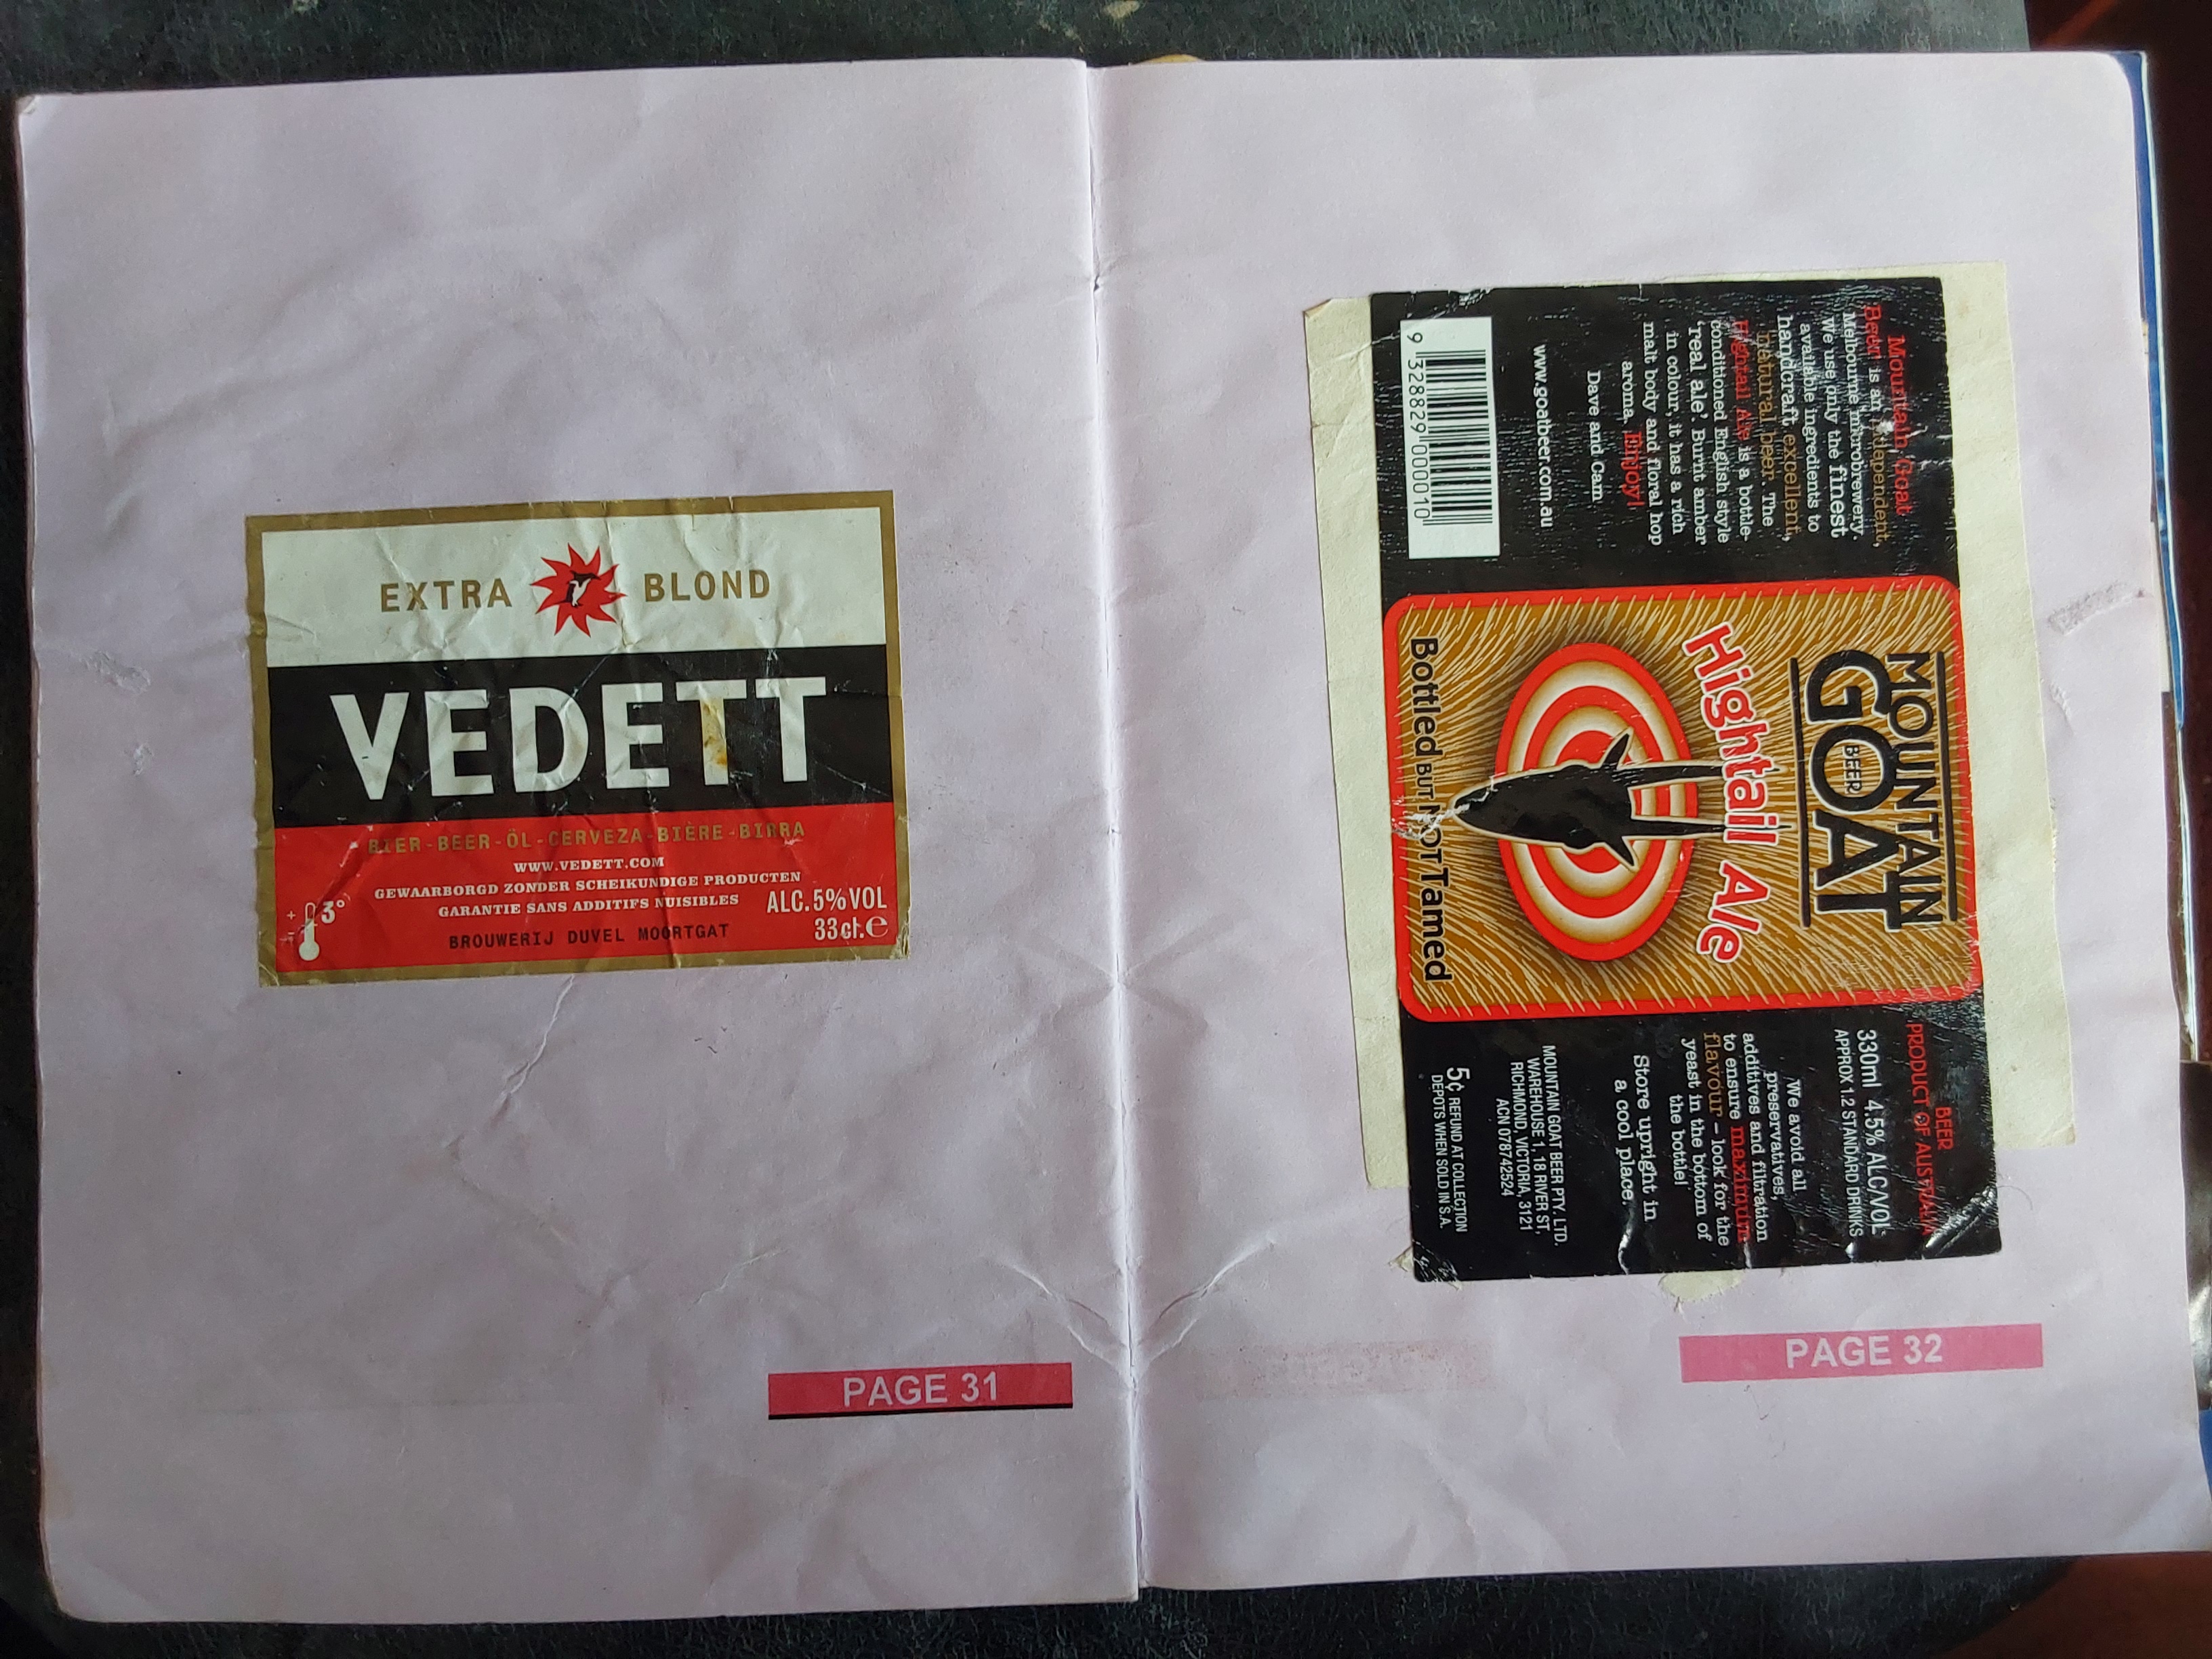 EXTRA BLOND
VEDETT
BIER-BEER-ÖL-CERVEZA-BIÈRE-BIRRA
WWW.VEDETT.COM
GEWAARBORGD ZONDER SCHEIKUNDIGE PRODUCTEN
GARANTIE SANS ADDITIFS NUISIBLES
ALC.5%VOL
33cl.e
+
-
3°
BROUWERIJ DUVEL MOORTGAT
PAGE 31
Mountain Goat
Beer is an independent,
Melbourne microbrewery.
We use only the finest
available ingredients to
handcraft excellent,
natural beer. The
Hightail Ale is a bottle-
conditioned English style
'real ale'. Burnt amber
in colour, it has a rich
malt body and floral hop
aroma. Enjoy!
Dave and Cam
www.goatbeer.com.au
9 328829 000010
MOUNTAIN
GOAT
BEER
Hightail Ale
Bottled BUT NOT Tamed
BEER
PRODUCT OF AUSTRALIA
330ml 4.5% ALC/VOL
APPROX 1.2 STANDARD DRINKS
We avoid all
preservatives,
additives and filtration
to ensure maximum
flavour – look for the
yeast in the bottom of
the bottle!
Store upright in
a cool place.
MOUNTAIN GOAT BEER PTY. LTD.
WAREHOUSE 1, 18 RIVER ST,
RICHMOND, VICTORIA, 3121
ACN 078742524
5¢ REFUND AT COLLECTION
DEPOTS WHEN SOLD IN S.A.
PAGE 32